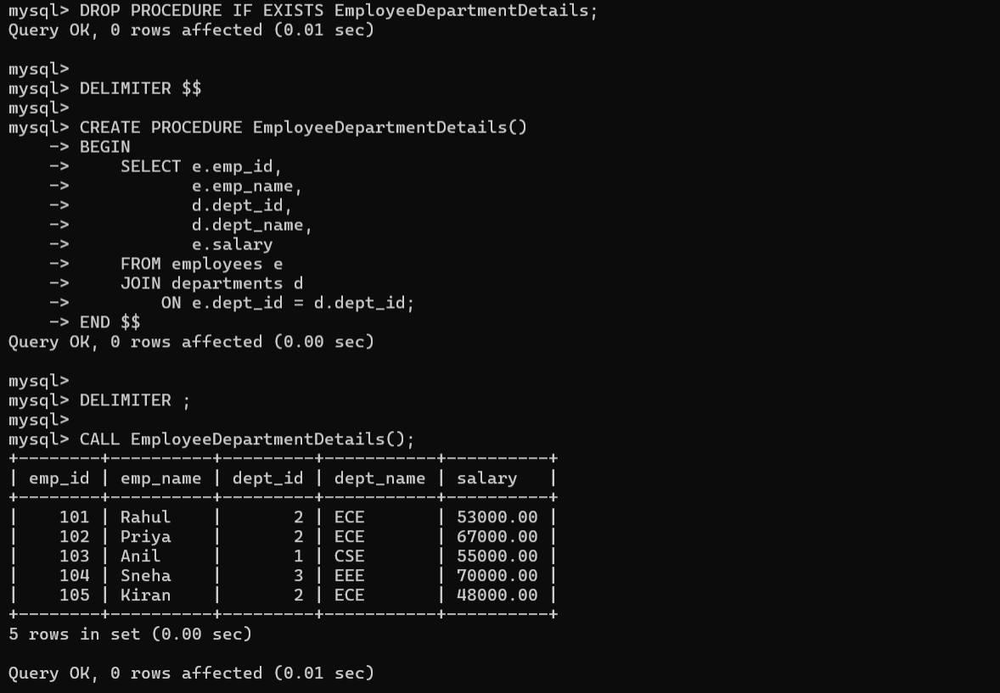 mysql> DROP PROCEDURE IF EXISTS EmployeeDepartmentDetails;
Query OK, 0 rows affected (0.01 sec)

mysql>
mysql> DELIMITER $$
mysql>
mysql> CREATE PROCEDURE EmployeeDepartmentDetails()
    -> BEGIN
    ->     SELECT e.emp_id,
    ->            e.emp_name,
    ->            d.dept_id,
    ->            d.dept_name,
    ->            e.salary
    ->     FROM employees e
    ->     JOIN departments d
    ->         ON e.dept_id = d.dept_id;
    -> END $$
Query OK, 0 rows affected (0.00 sec)

mysql>
mysql> DELIMITER ;
mysql>
mysql> CALL EmployeeDepartmentDetails();
+--------+----------+---------+-----------+----------+
| emp_id | emp_name | dept_id | dept_name | salary   |
+--------+----------+---------+-----------+----------+
|    101 | Rahul    |       2 | ECE       | 53000.00 |
|    102 | Priya    |       2 | ECE       | 67000.00 |
|    103 | Anil     |       1 | CSE       | 55000.00 |
|    104 | Sneha    |       3 | EEE       | 70000.00 |
|    105 | Kiran    |       2 | ECE       | 48000.00 |
+--------+----------+---------+-----------+----------+
5 rows in set (0.00 sec)

Query OK, 0 rows affected (0.01 sec)